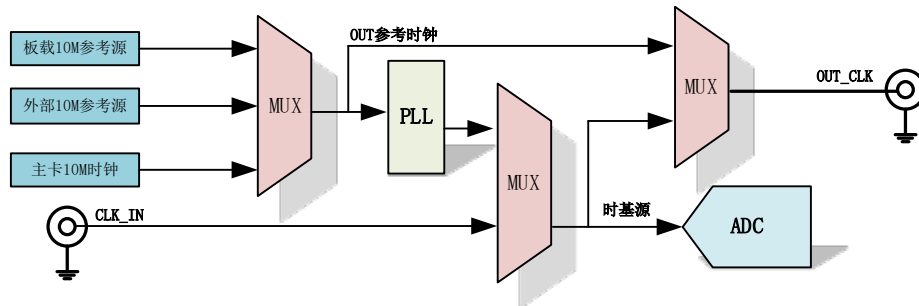 OUT参考时钟
板载10M参考源
外部10M参考源
主卡10M时钟
MUX
PLL
MUX
MUX
OUT_CLK
CLK_IN
时基源
ADC